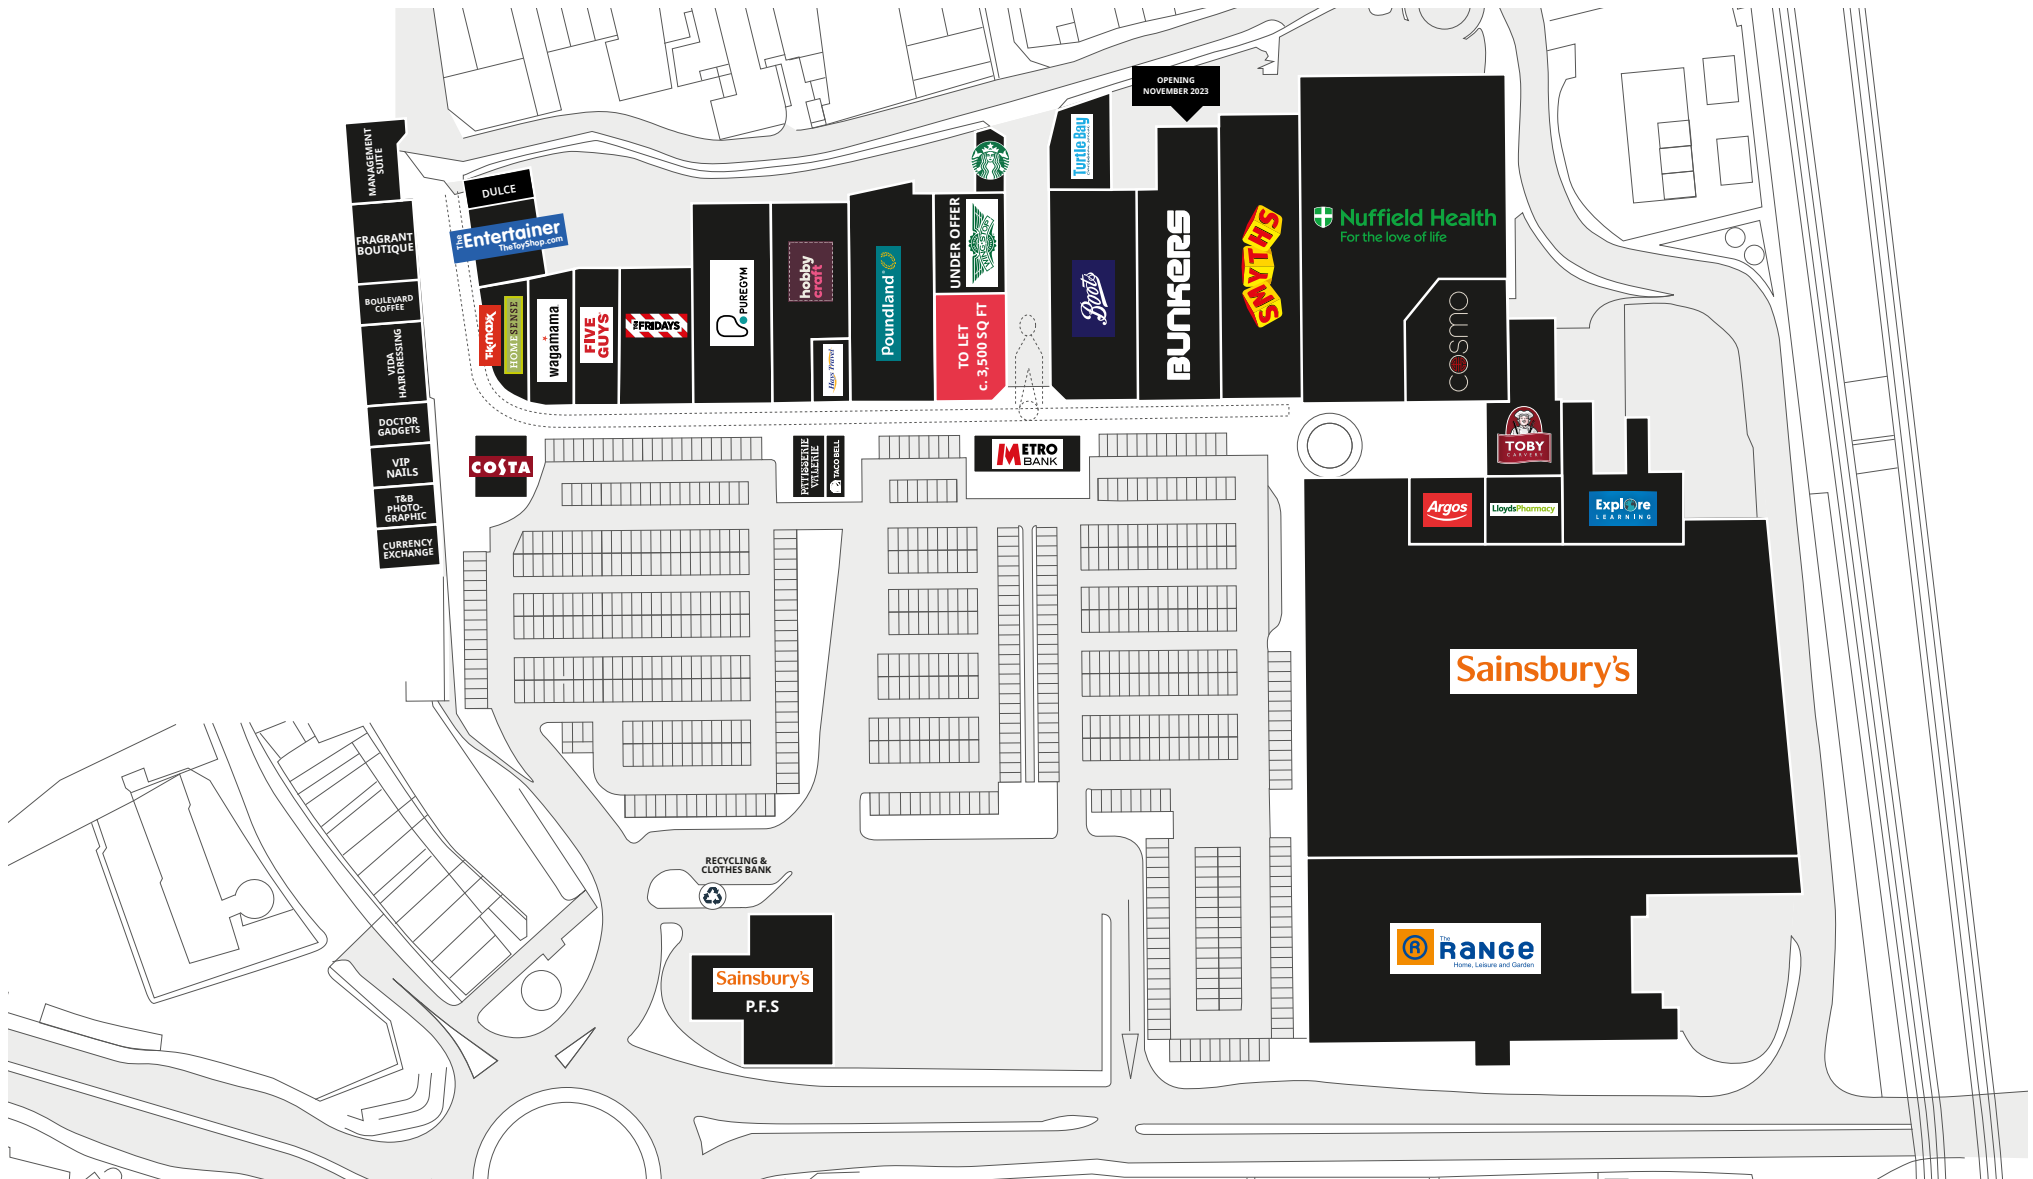 OPENING
NOVEMBER 2023
MANAGEMENT
SUITE
DULCE
FRAGRANT
BOUTIQUE
The
Entertainer
TheToyShop.com
BOULEVARD
COFFEE
VIDA
HAIRDRESSING
DOCTOR
GADGETS
VIP
NAILS
T&B
PHOTO-
GRAPHIC
CURRENCY
EXCHANGE
TK maxx
HOMESENSE
wagamama
FIVE
GUYS
FRIDAYS
PUREGYM
hobby
craft
Hays Travel
Poundland
UNDER OFFER
WINGSTOP
TO LET
c. 3,500 SQ FT
Turtle Bay
Boots
BUNKERS
SMYTHS
Nuffield Health
For the love of life
cosmo
COSTA
PATISSERIE
VALERIE
TACO BELL
METRO
BANK
TOBY
CARVERY
Argos
LloydsPharmacy
Explore
LEARNING
Sainsbury's
The
RANGE
Home, Leisure and Garden
RECYCLING &
CLOTHES BANK
Sainsbury's
P.F.S